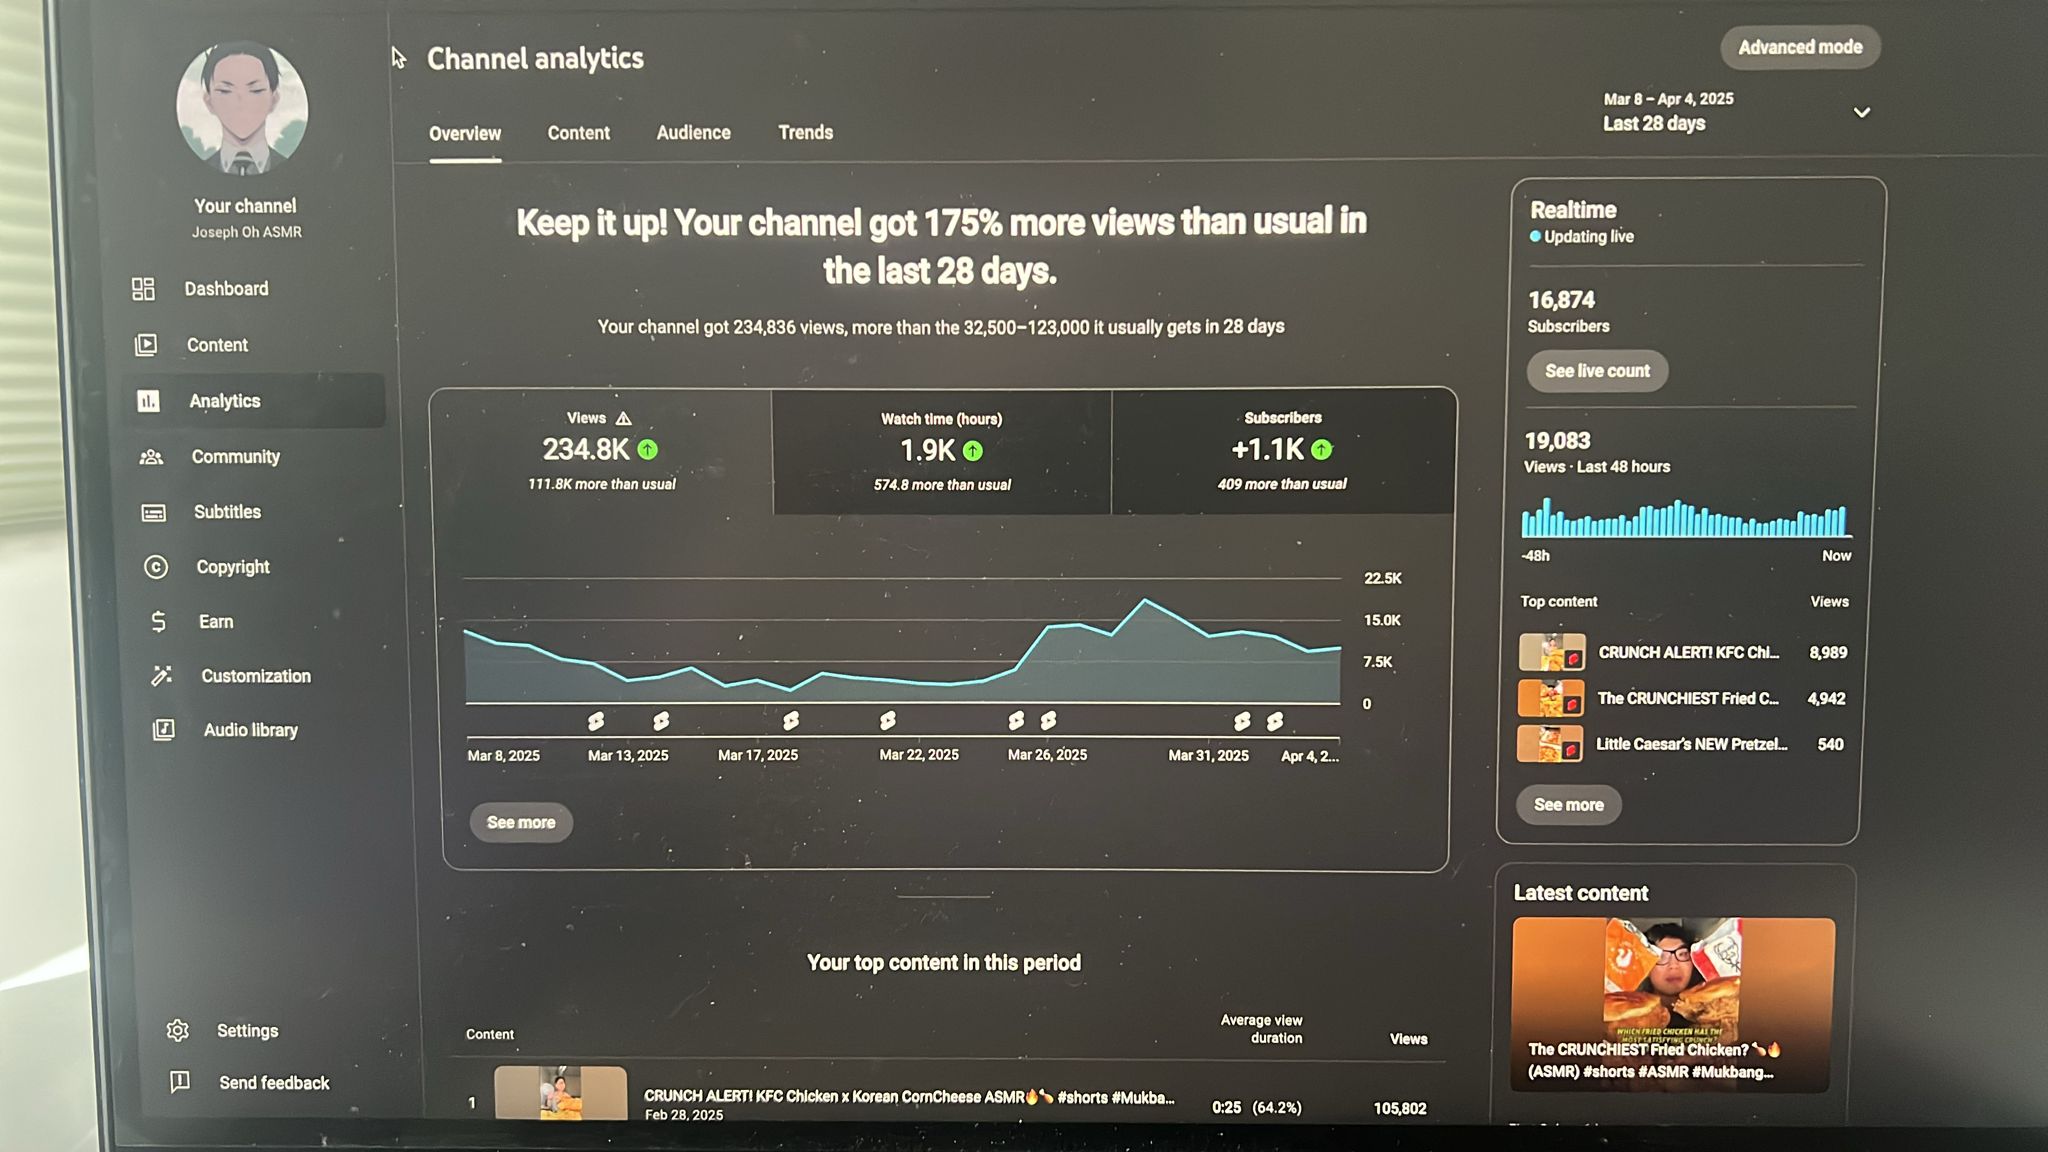 Channel analytics
Advanced mode
Mar 8 – Apr 4, 2025
Last 28 days
Overview
Content
Audience
Trends
Your channel
Joseph Oh ASMR
Dashboard
Content
Analytics
Community
Subtitles
Copyright
Earn
Customization
Audio library
Settings
Send feedback
Keep it up! Your channel got 175% more views than usual in
the last 28 days.
Your channel got 234,836 views, more than the 32,500–123,000 it usually gets in 28 days
Views
234.8K
111.8K more than usual
Watch time (hours)
1.9K
574.8 more than usual
Subscribers
+1.1K
409 more than usual
22.5K
15.0K
7.5K
0
Mar 8, 2025
Mar 13, 2025
Mar 17, 2025
Mar 22, 2025
Mar 26, 2025
Mar 31, 2025
Apr 4, 2...
See more
Your top content in this period
Content
Average view
duration
Views
1
CRUNCH ALERT! KFC Chicken x Korean CornCheese ASMR🔥🍗 #shorts #Mukba...
Feb 28, 2025
0:25 (64.2%)
105,802
Realtime
Updating live
16,874
Subscribers
See live count
19,083
Views · Last 48 hours
-48h
Now
Top content
Views
CRUNCH ALERT! KFC Chi...
8,989
The CRUNCHIEST Fried C...
4,942
Little Caesar's NEW Pretzel...
540
See more
Latest content
WHICH FRIED CHICKEN HAS THE
MOST SATISFYING CRUNCH?
The CRUNCHIEST Fried Chicken? 🍗🔥
(ASMR) #shorts #ASMR #Mukbang...